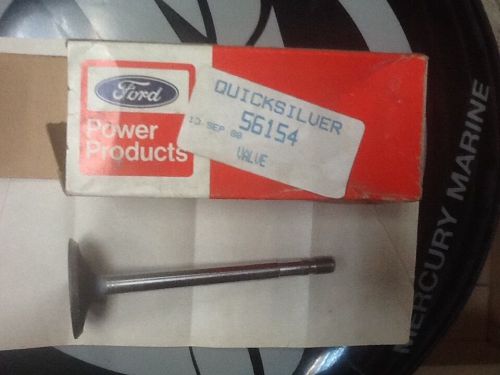 Ford
Power
Products
QUICKSILVER
56154
13 SEP 88
VALVE
MERCURY MARINE